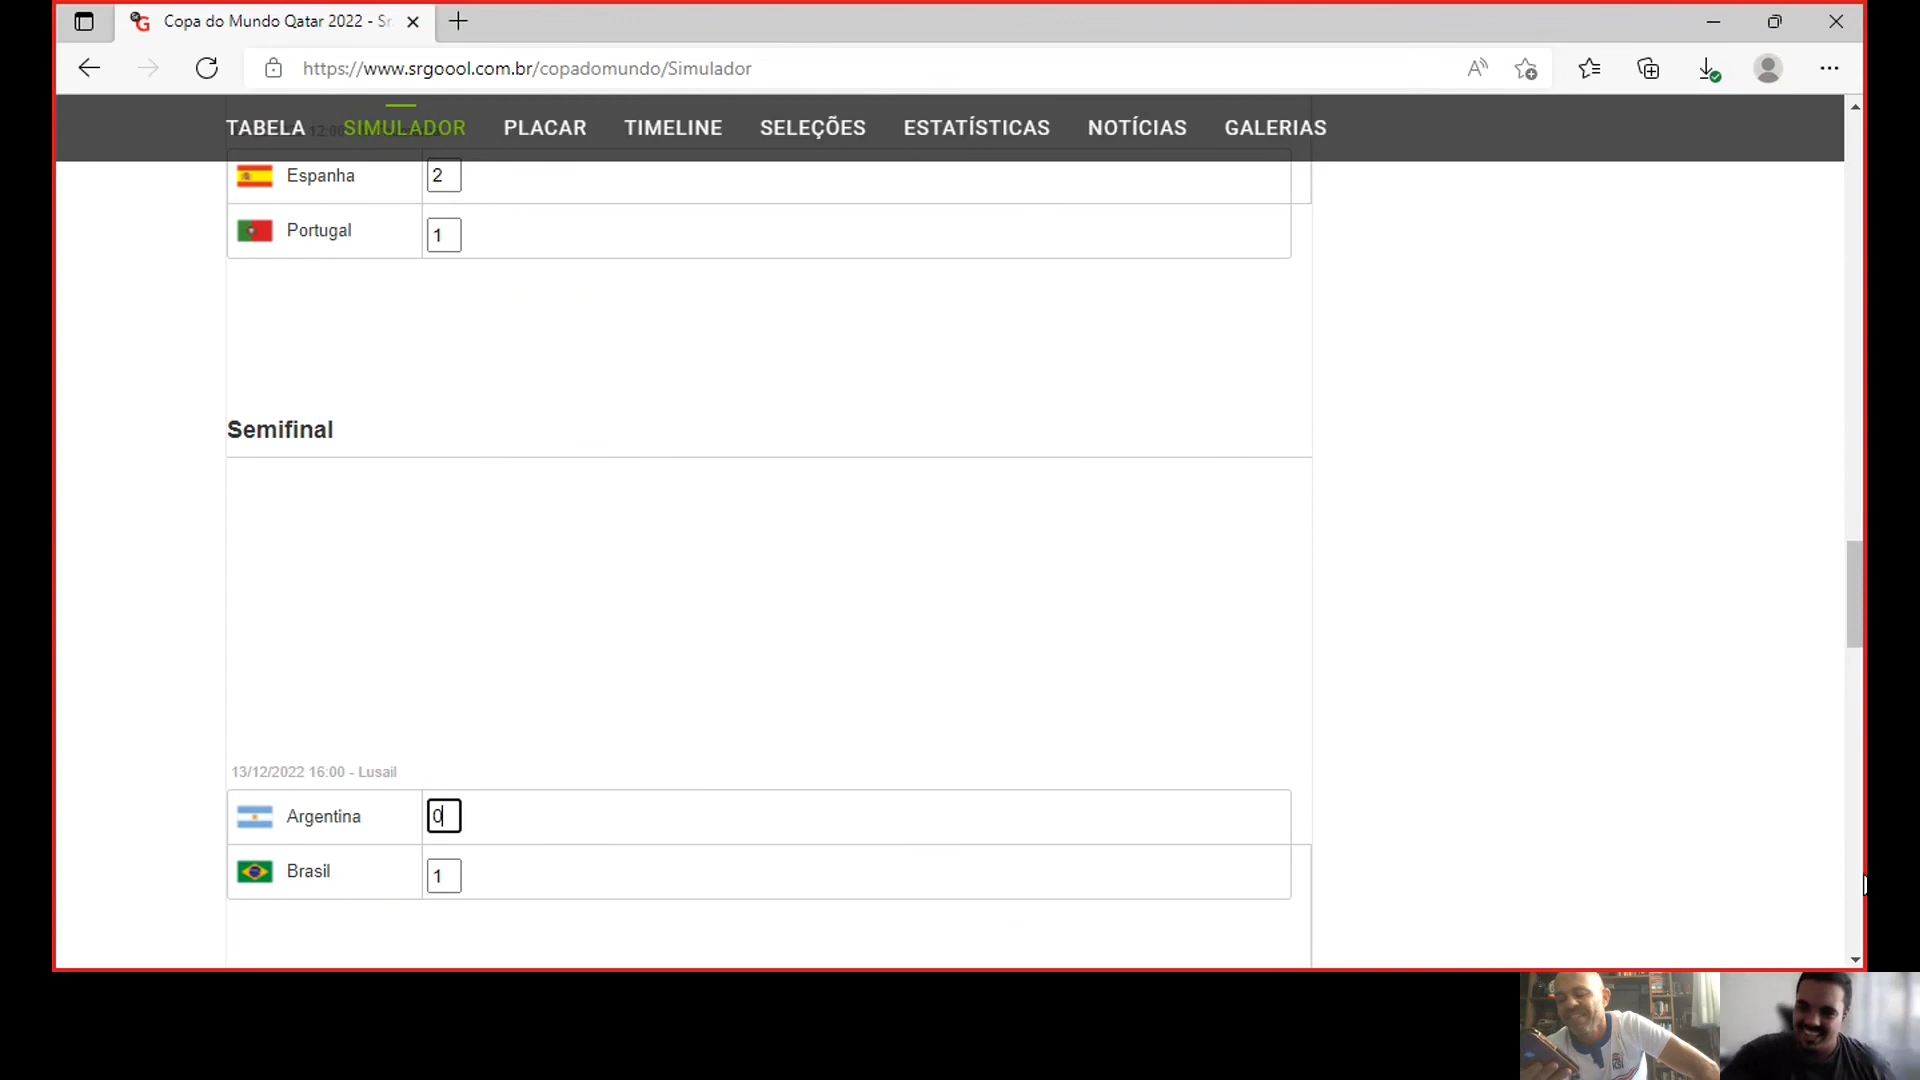 Copa do Mundo Qatar 2022 - Sr
https://www.srgoool.com.br/copadomundo/Simulador
TABELA SIMULADOR PLACAR TIMELINE SELEÇÕES ESTATÍSTICAS NOTÍCIAS GALERIAS
Espanha 2
Portugal 1
Semifinal
13/12/2022 16:00 - Lusail
Argentina 0
Brasil 1